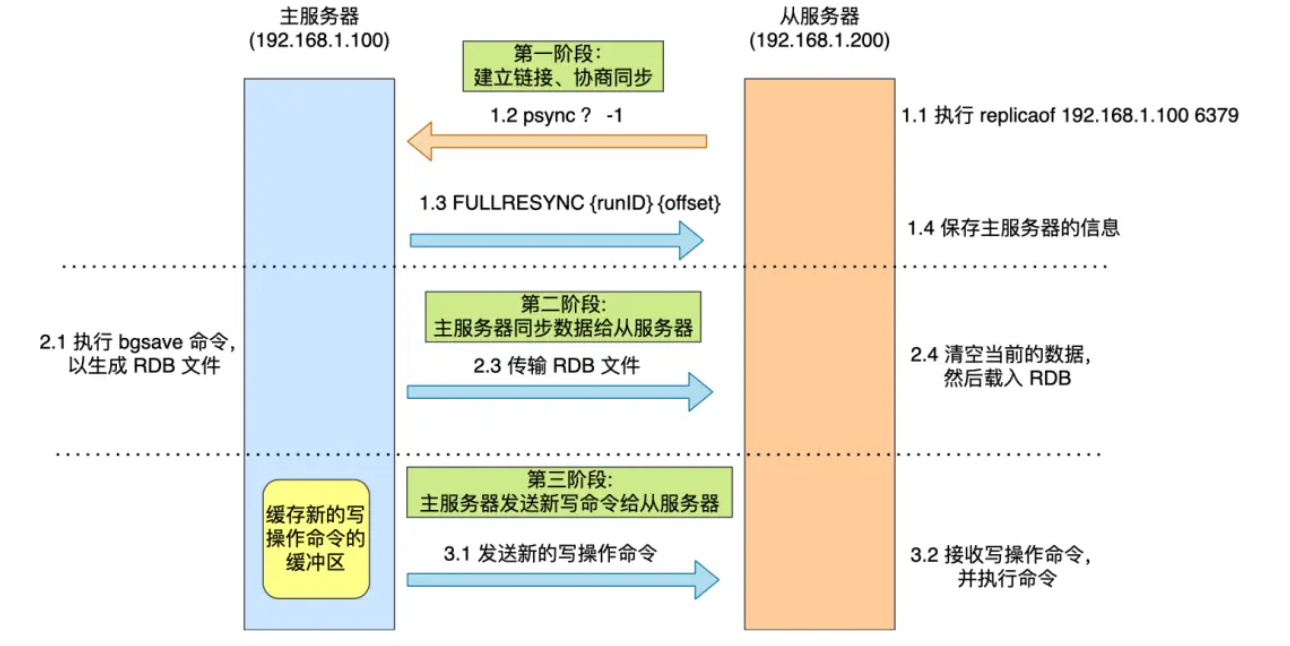 主服务器
(192.168.1.100)
从服务器
(192.168.1.200)
第一阶段：
建立链接、协商同步
1.2 psync ？ -1
1.1 执行 replicaof 192.168.1.100 6379
1.3 FULLRESYNC {runID} {offset}
1.4 保存主服务器的信息
第二阶段:
主服务器同步数据给从服务器
2.1 执行 bgsave 命令，
以生成 RDB 文件
2.3 传输 RDB 文件
2.4 清空当前的数据，
然后载入 RDB
第三阶段:
主服务器发送新写命令给从服务器
缓存新的写
操作命令的
缓冲区
3.1 发送新的写操作命令
3.2 接收写操作命令，
并执行命令